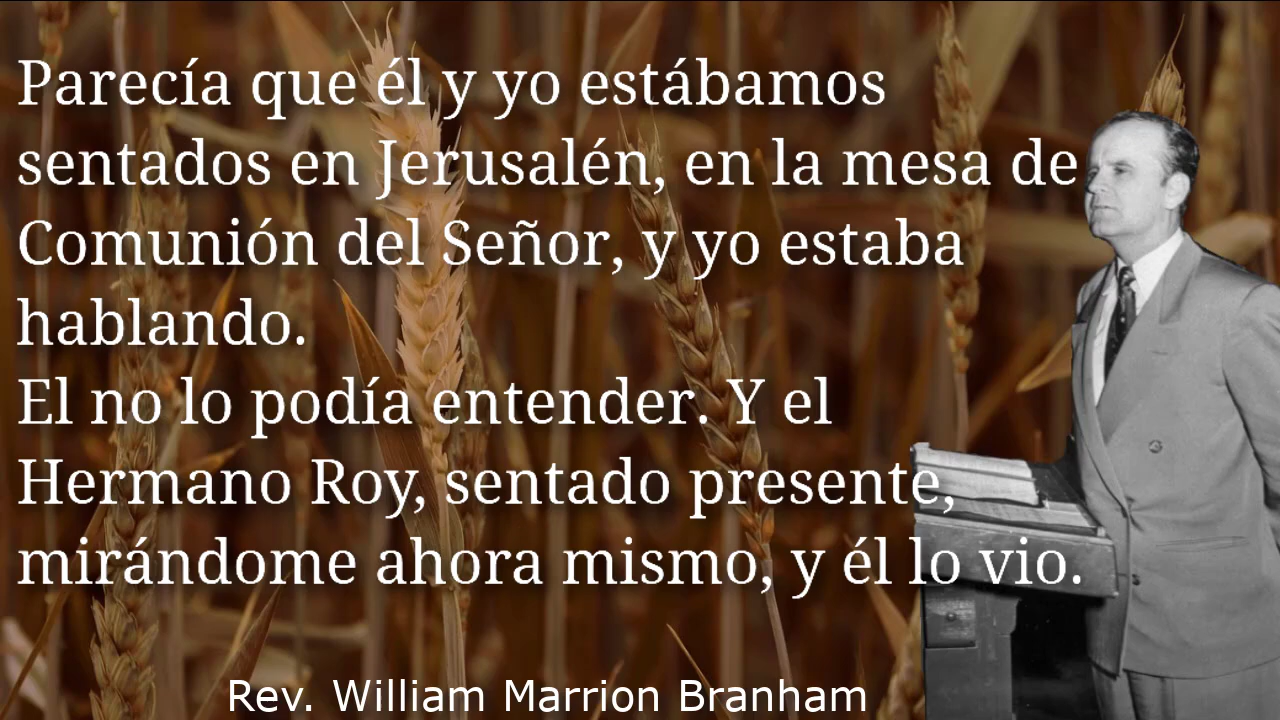 Parecía que él y yo estábamos
sentados en Jerusalén, en la mesa de
Comunión del Señor, y yo estaba
hablando.
El no lo podía entender. Y el
Hermano Roy, sentado presente,
mirándome ahora mismo, y él lo vio.
Rev. William Marrion Branham